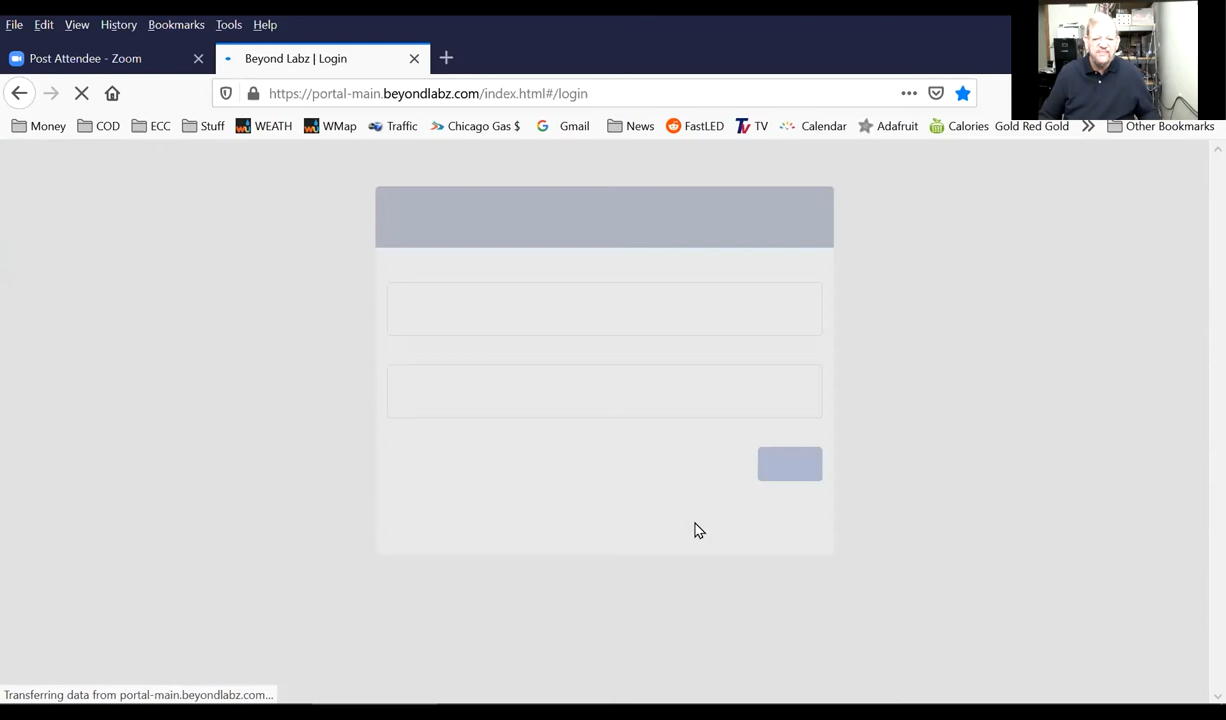 File Edit View History Bookmarks Tools Help
Post Attendee - Zoom
Beyond Labz | Login
https://portal-main.beyondlabz.com/index.html#/login
Money COD ECC Stuff WEATH WMap Traffic Chicago Gas $ Gmail News FastLED TV Calendar Adafruit Calories Gold Red Gold Other Bookmarks
Transferring data from portal-main.beyondlabz.com...